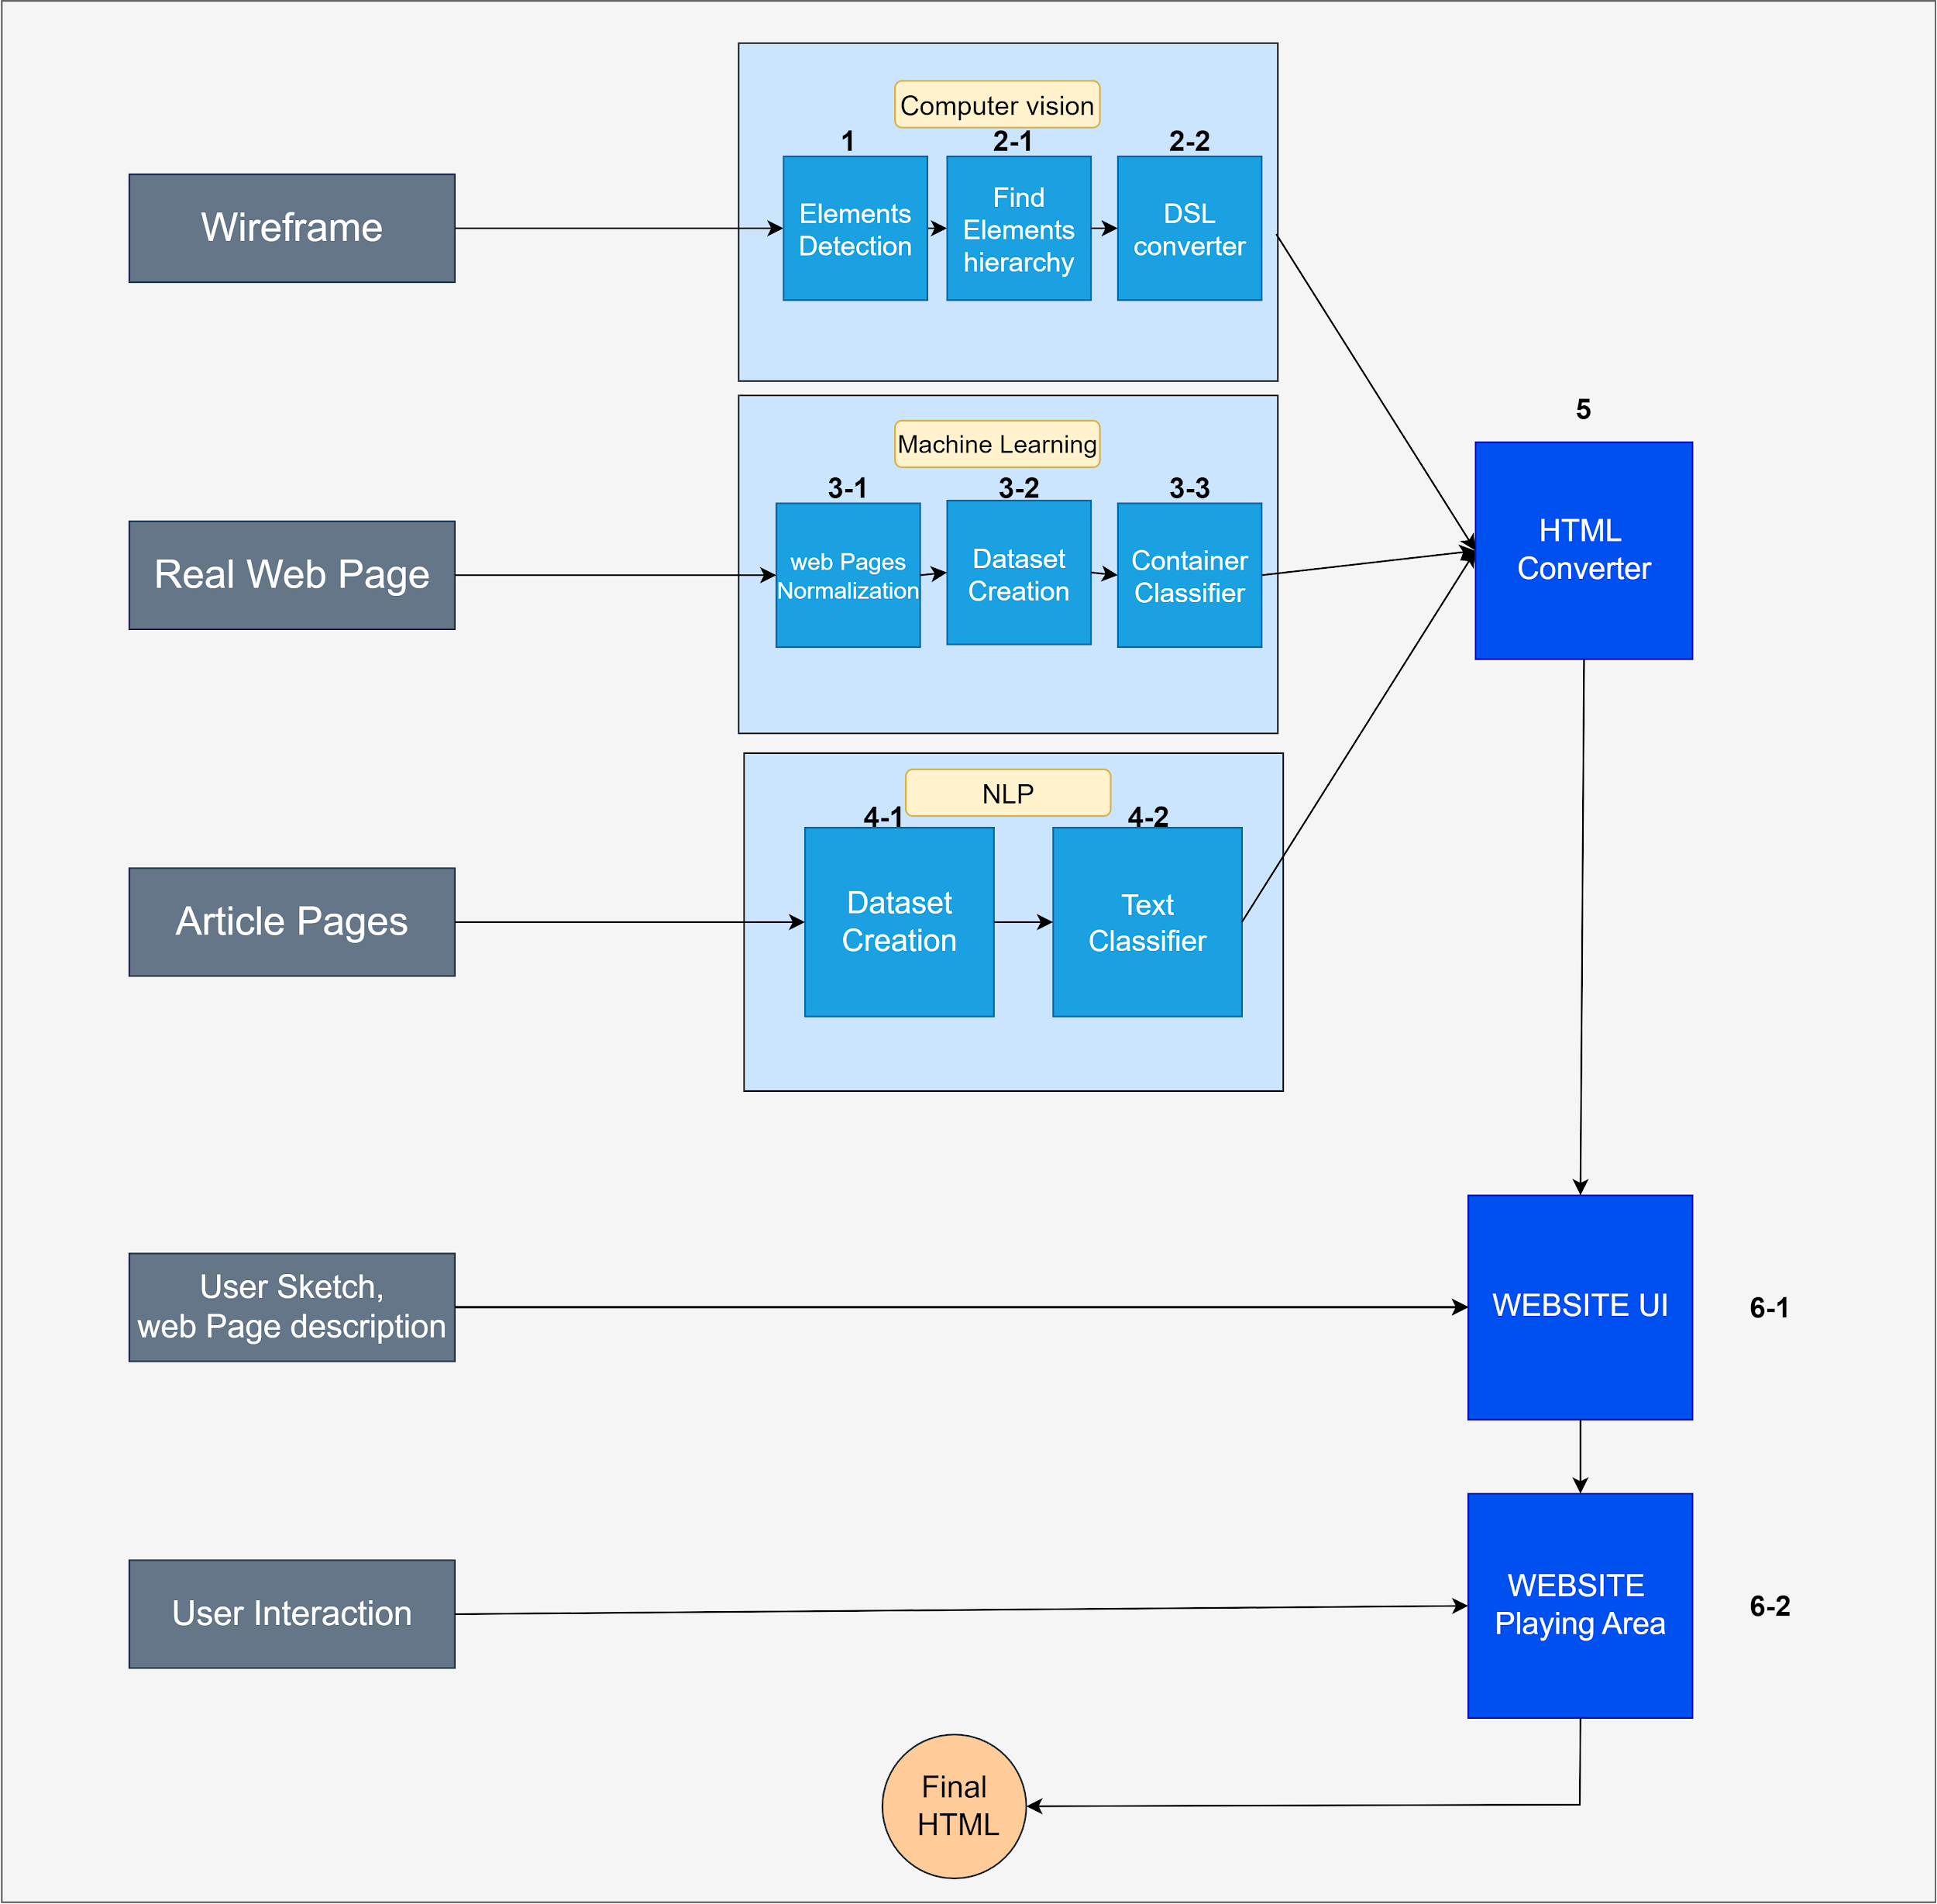 Computer vision
1
2-1
2-2
Wireframe
Elements
Detection
Find
Elements
hierarchy
DSL
converter
Machine Learning
3-1
3-2
3-3
5
Real Web Page
web Pages
Normalization
Dataset
Creation
Container
Classifier
HTML
Converter
NLP
4-1
4-2
Article Pages
Dataset
Creation
Text
Classifier
User Sketch,
web Page description
WEBSITE UI
6-1
User Interaction
WEBSITE
Playing Area
6-2
Final
HTML